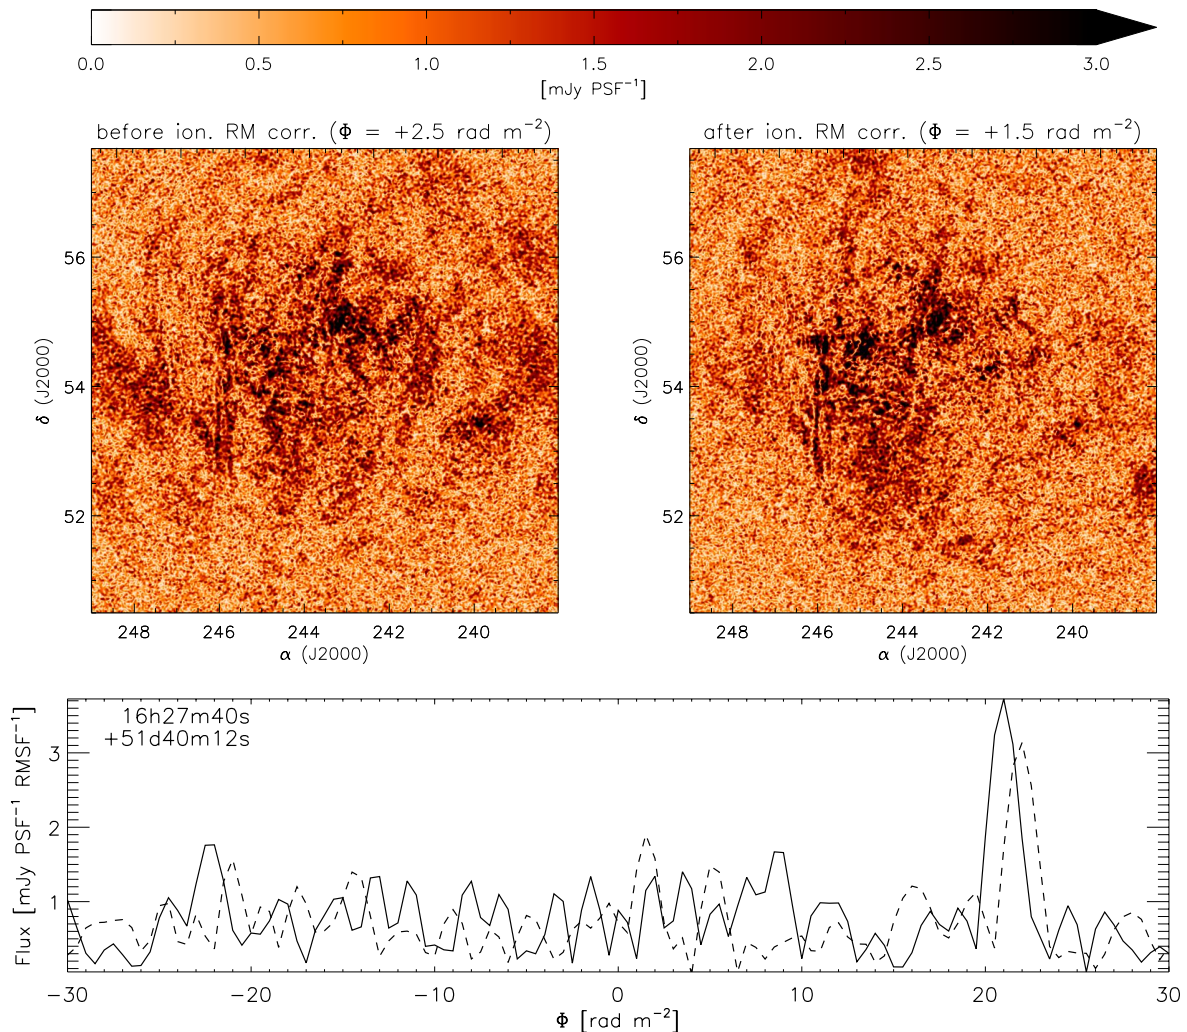 0.0 0.5 1.0 1.5 2.0 2.5 3.0
[mJy PSF⁻¹]
before ion. RM corr. (Φ = +2.5 rad m⁻²)
after ion. RM corr. (Φ = +1.5 rad m⁻²)
56
54
52
δ (J2000)
248 246 244 242 240
α (J2000)
56
54
52
δ (J2000)
248 246 244 242 240
α (J2000)
16h27m40s
+51d40m12s
Flux [mJy PSF⁻¹ RMSF⁻¹]
3
2
1
−30 −20 −10 0 10 20 30
Φ [rad m⁻²]